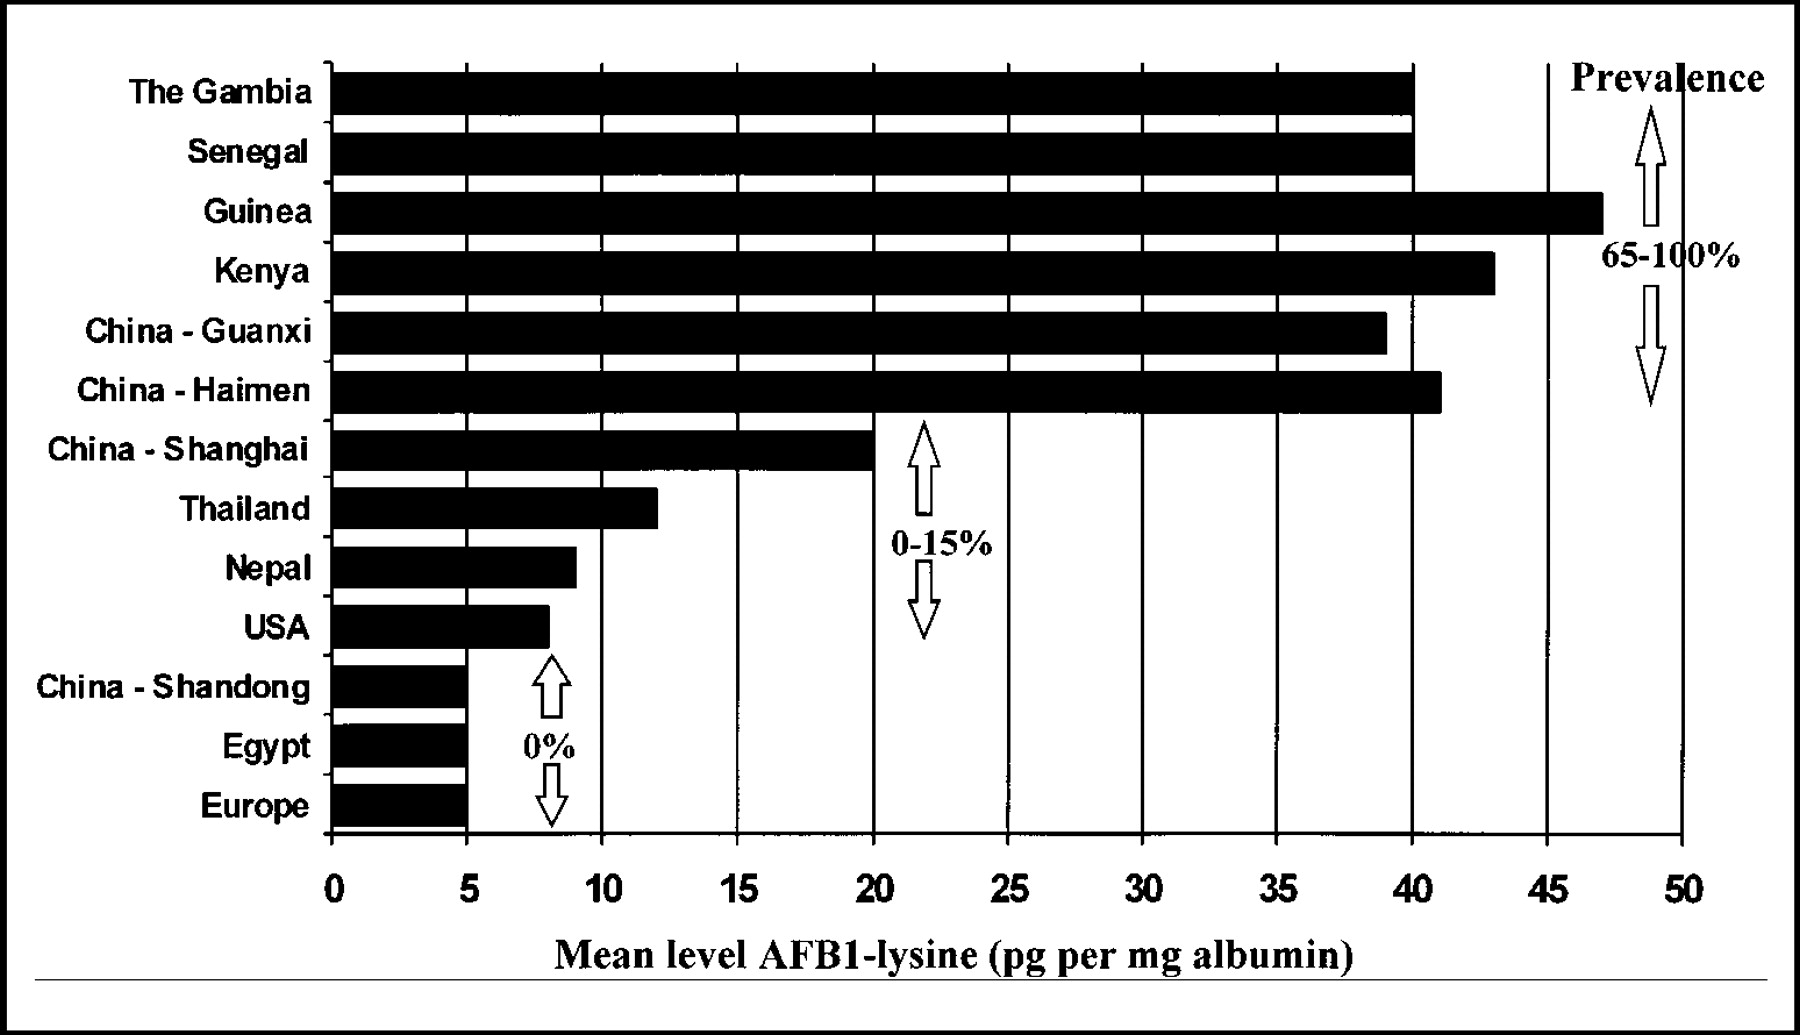 Prevalence
The Gambia
Senegal
Guinea
65-100%
Kenya
China - Guanxi
China - Haimen
China - Shanghai
Thailand
0-15%
Nepal
USA
China - Shandong
Egypt
0%
Europe
0 5 10 15 20 25 30 35 40 45 50
Mean level AFB1-lysine (pg per mg albumin)